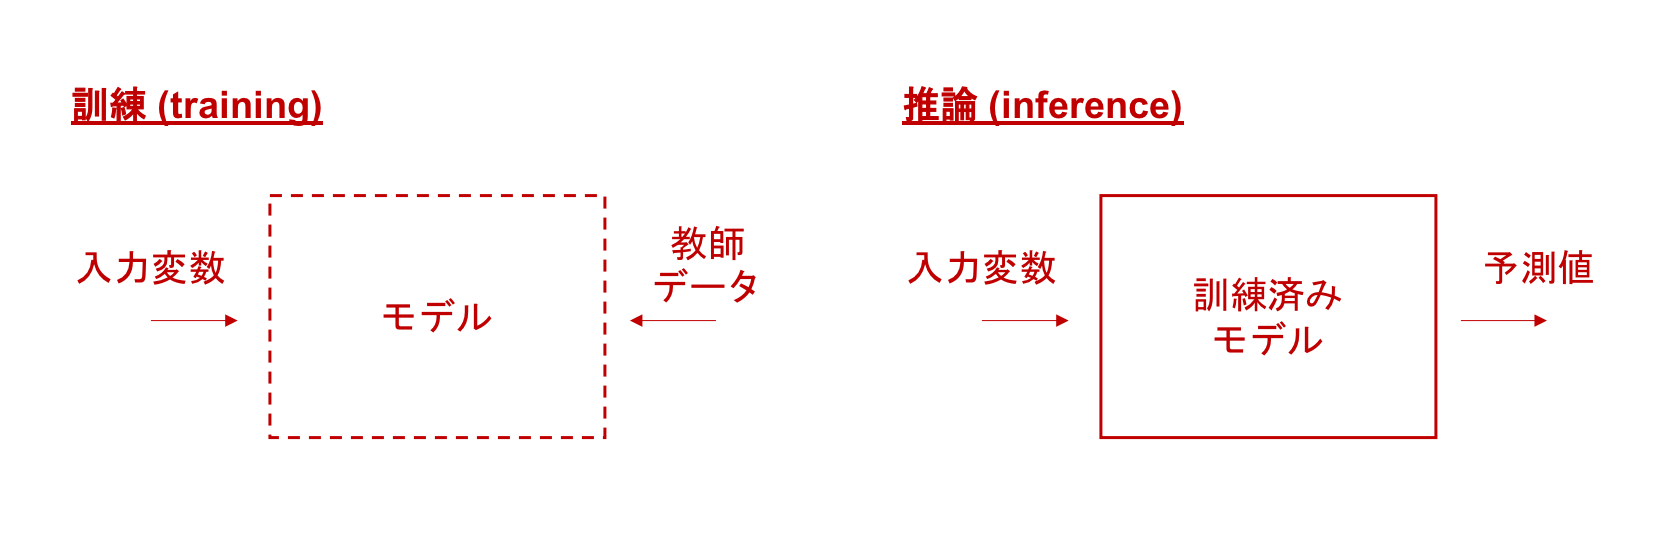 訓練 (training)
入力変数
モデル
教師
データ
推論 (inference)
入力変数
訓練済み
モデル
予測値